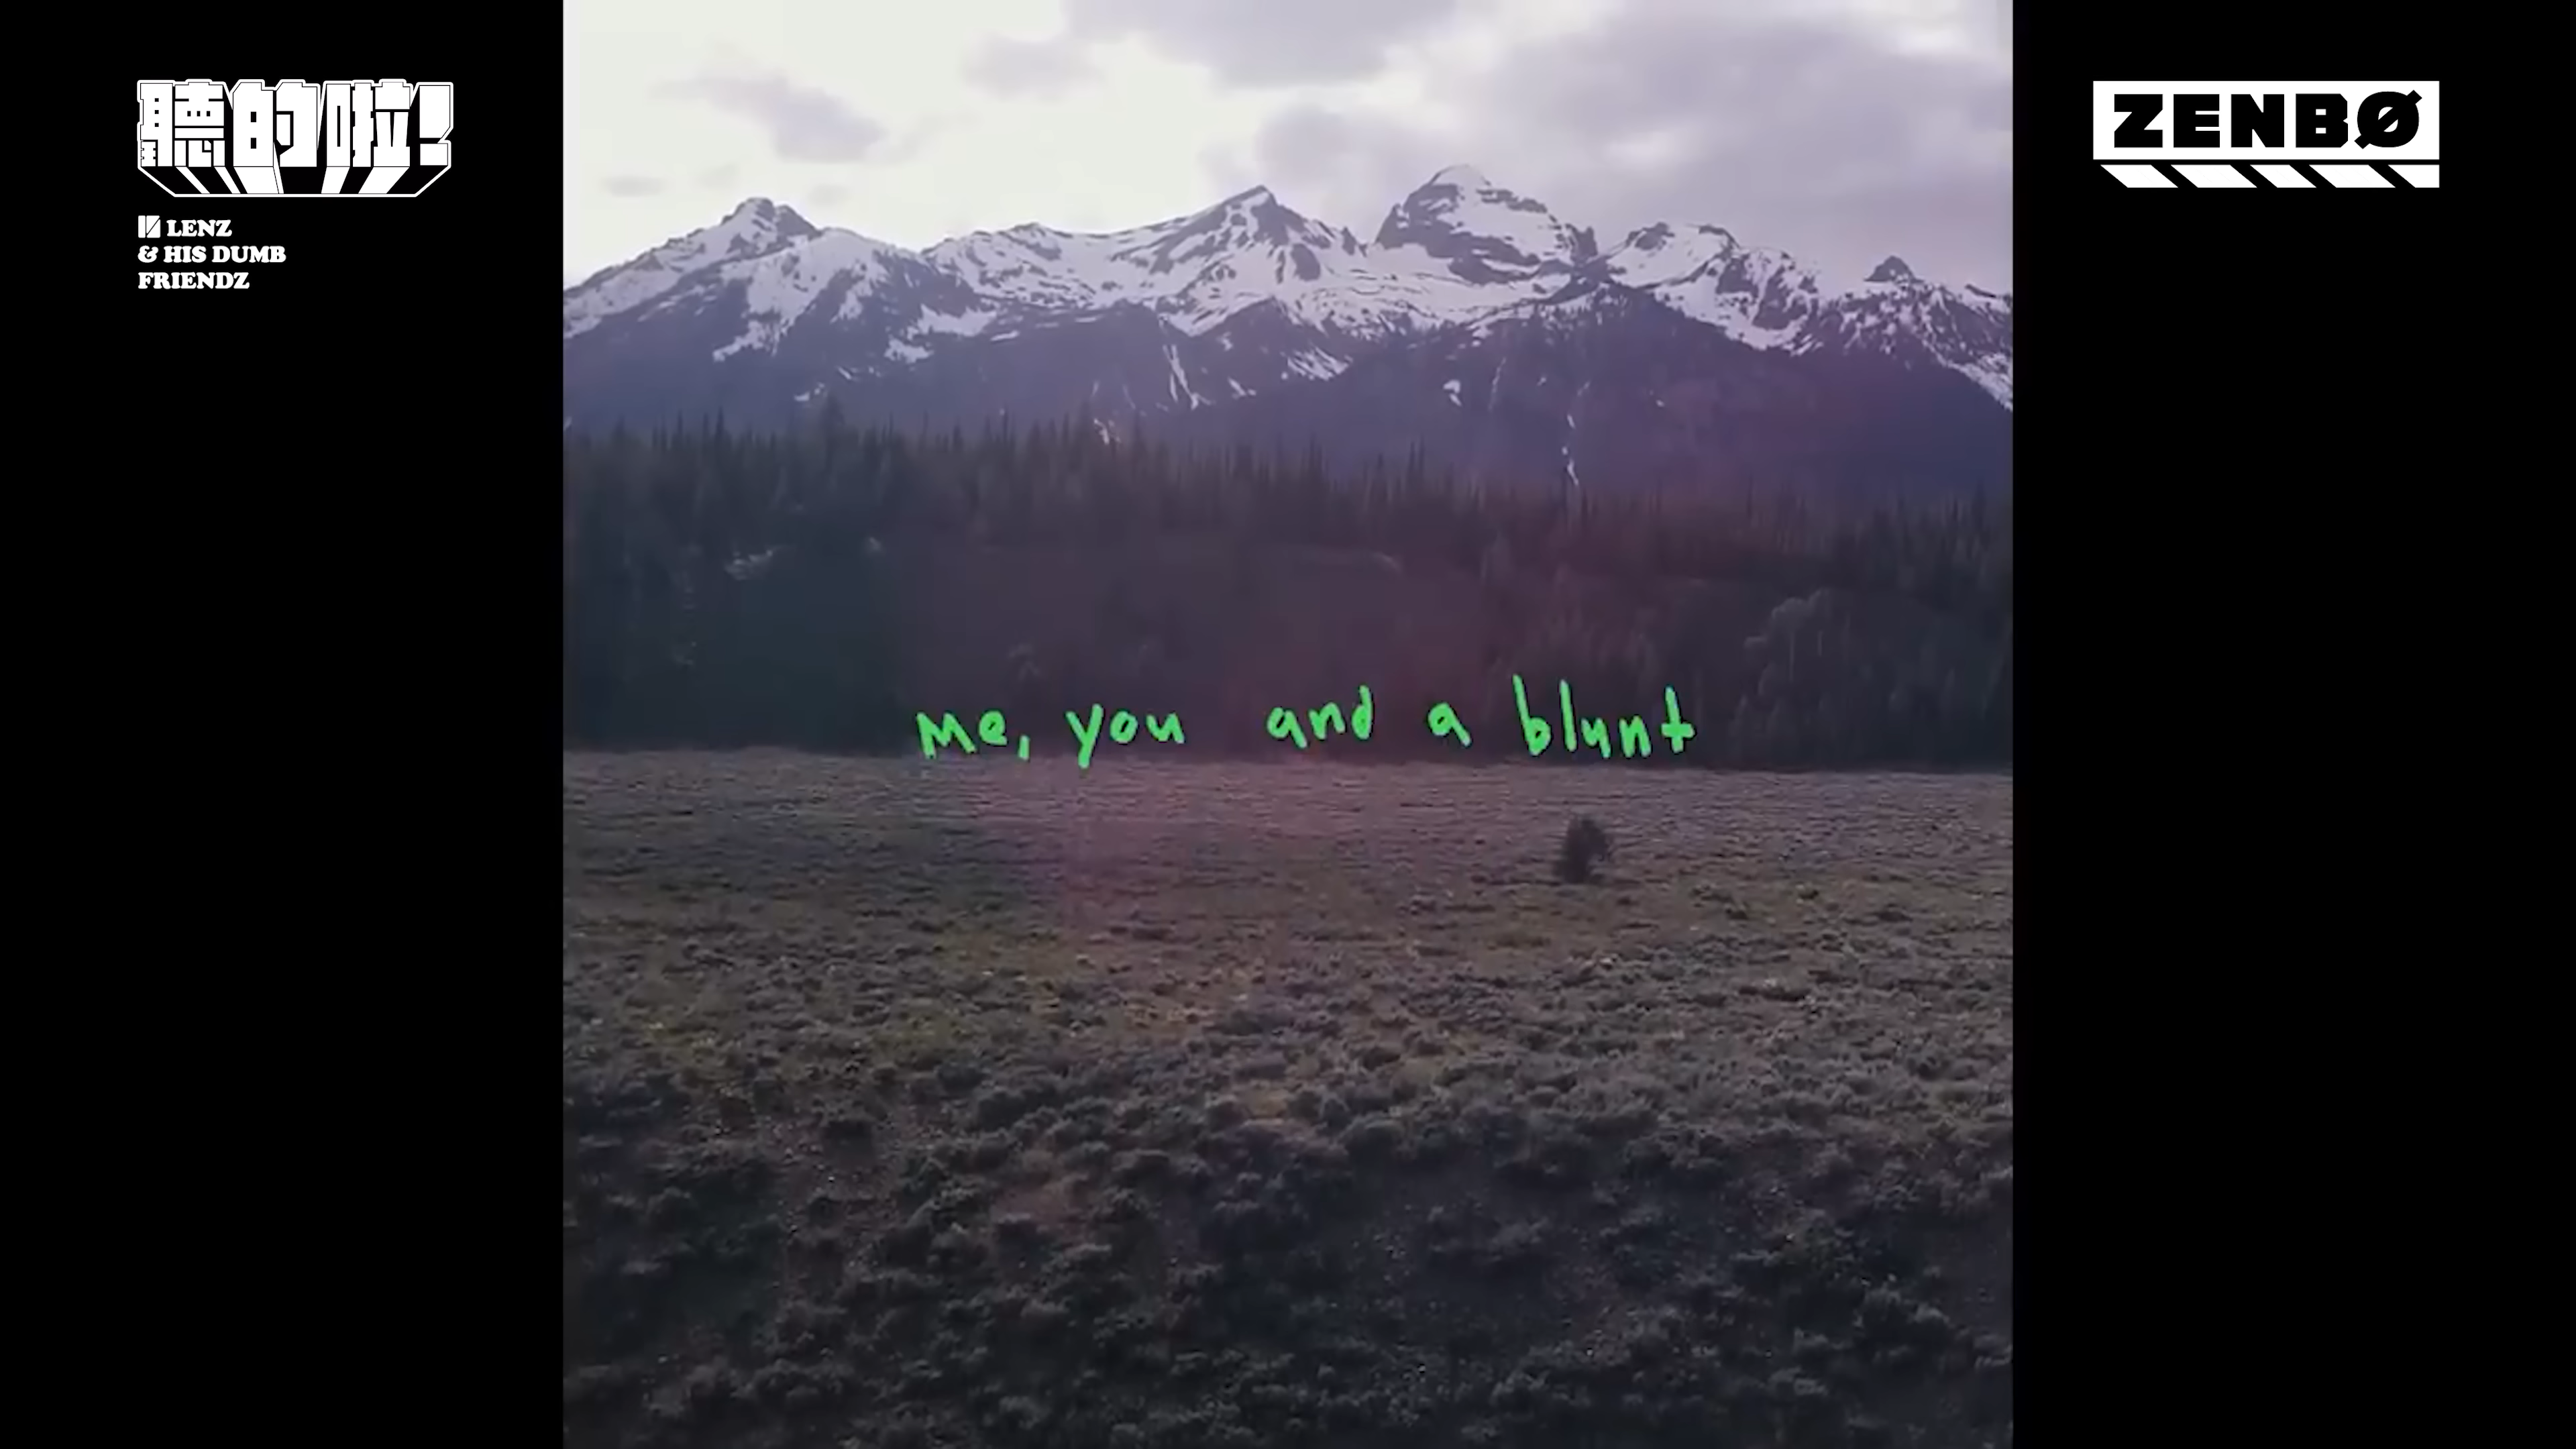 聽的啦!
LENZ
& HIS DUMB
FRIENDZ
ZENBØ
me, you and a blunt